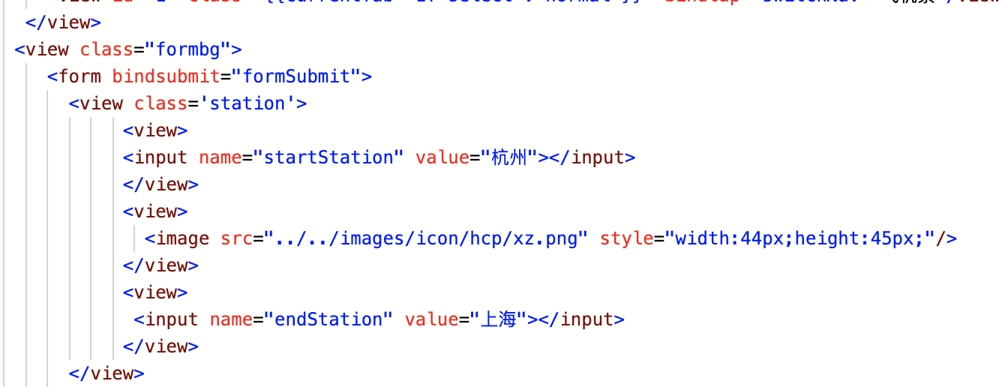 </view>
<view class="formbg">
<form bindsubmit="formSubmit">
<view class='station'>
<view>
<input name="startStation" value="杭州"></input>
</view>
<view>
<image src="../../images/icon/hcp/xz.png" style="width:44px;height:45px;"/>
</view>
<view>
<input name="endStation" value="上海"></input>
</view>
</view>